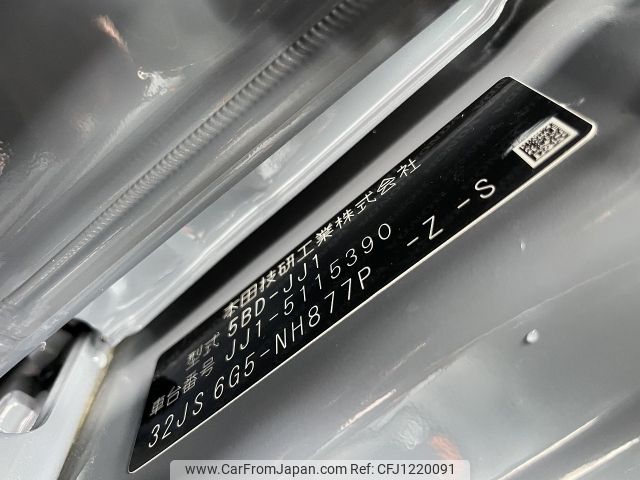 本田技研工業株式会社
型式 5BD-JJ1
車台番号 JJ1-5115390
32JS 6G5-NH877P -Z -S
www.CarFromJapan.com | CFJ1220091